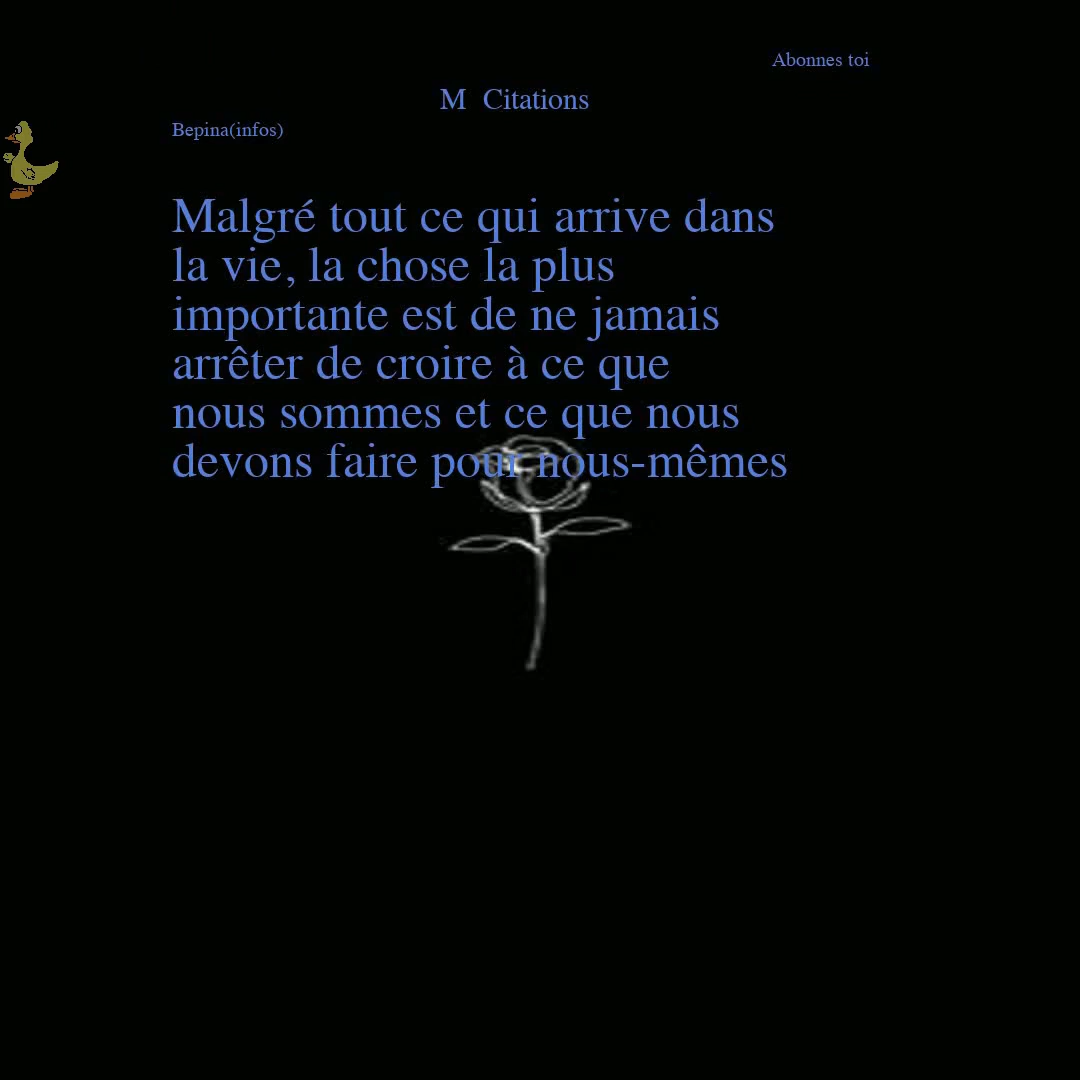 Abonnes toi
M  Citations
Bepina(infos)
Malgré tout ce qui arrive dans
la vie, la chose la plus
importante est de ne jamais
arrêter de croire à ce que
nous sommes et ce que nous
devons faire pour nous-mêmes